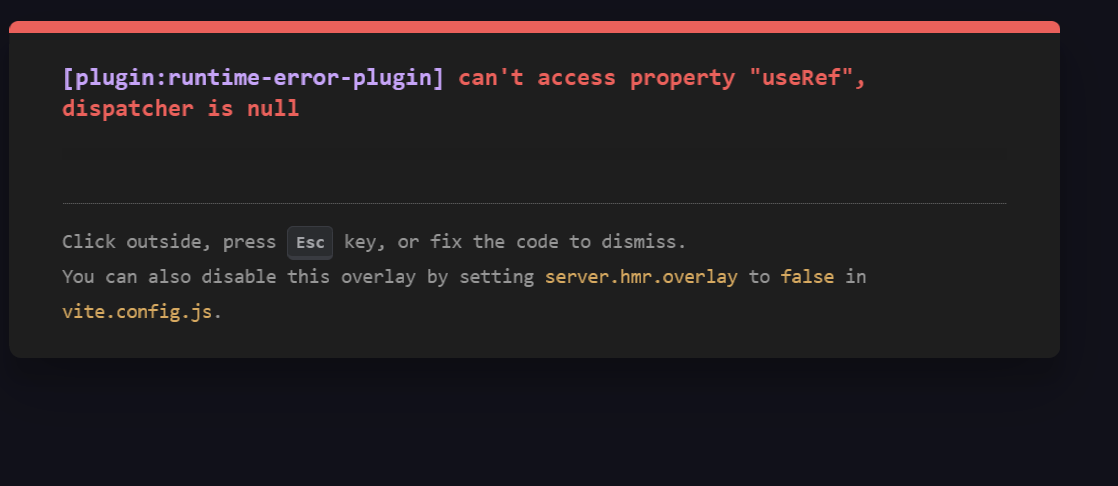 [plugin:runtime-error-plugin] can't access property "useRef",
dispatcher is null
Click outside, press Esc key, or fix the code to dismiss.
You can also disable this overlay by setting server.hmr.overlay to false in
vite.config.js.